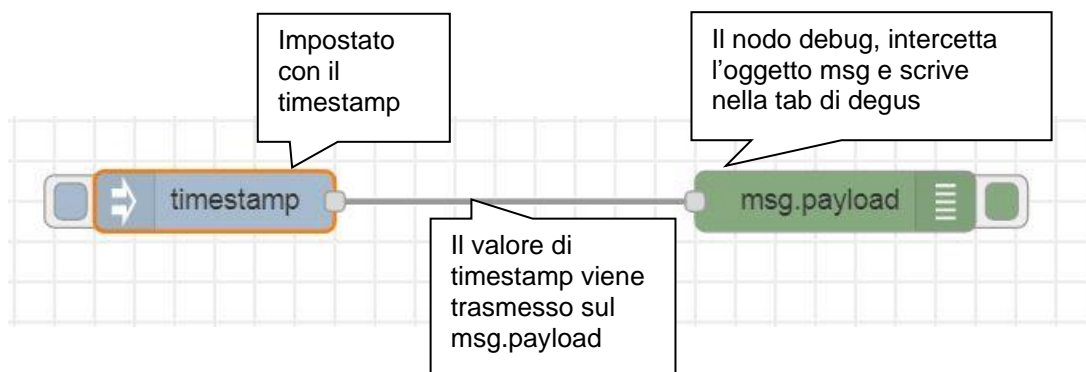 Impostato
con il
timestamp
Il nodo debug, intercetta
l'oggetto msg e scrive
nella tab di degus
timestamp
msg.payload
Il valore di
timestamp viene
trasmesso sul
msg.payload